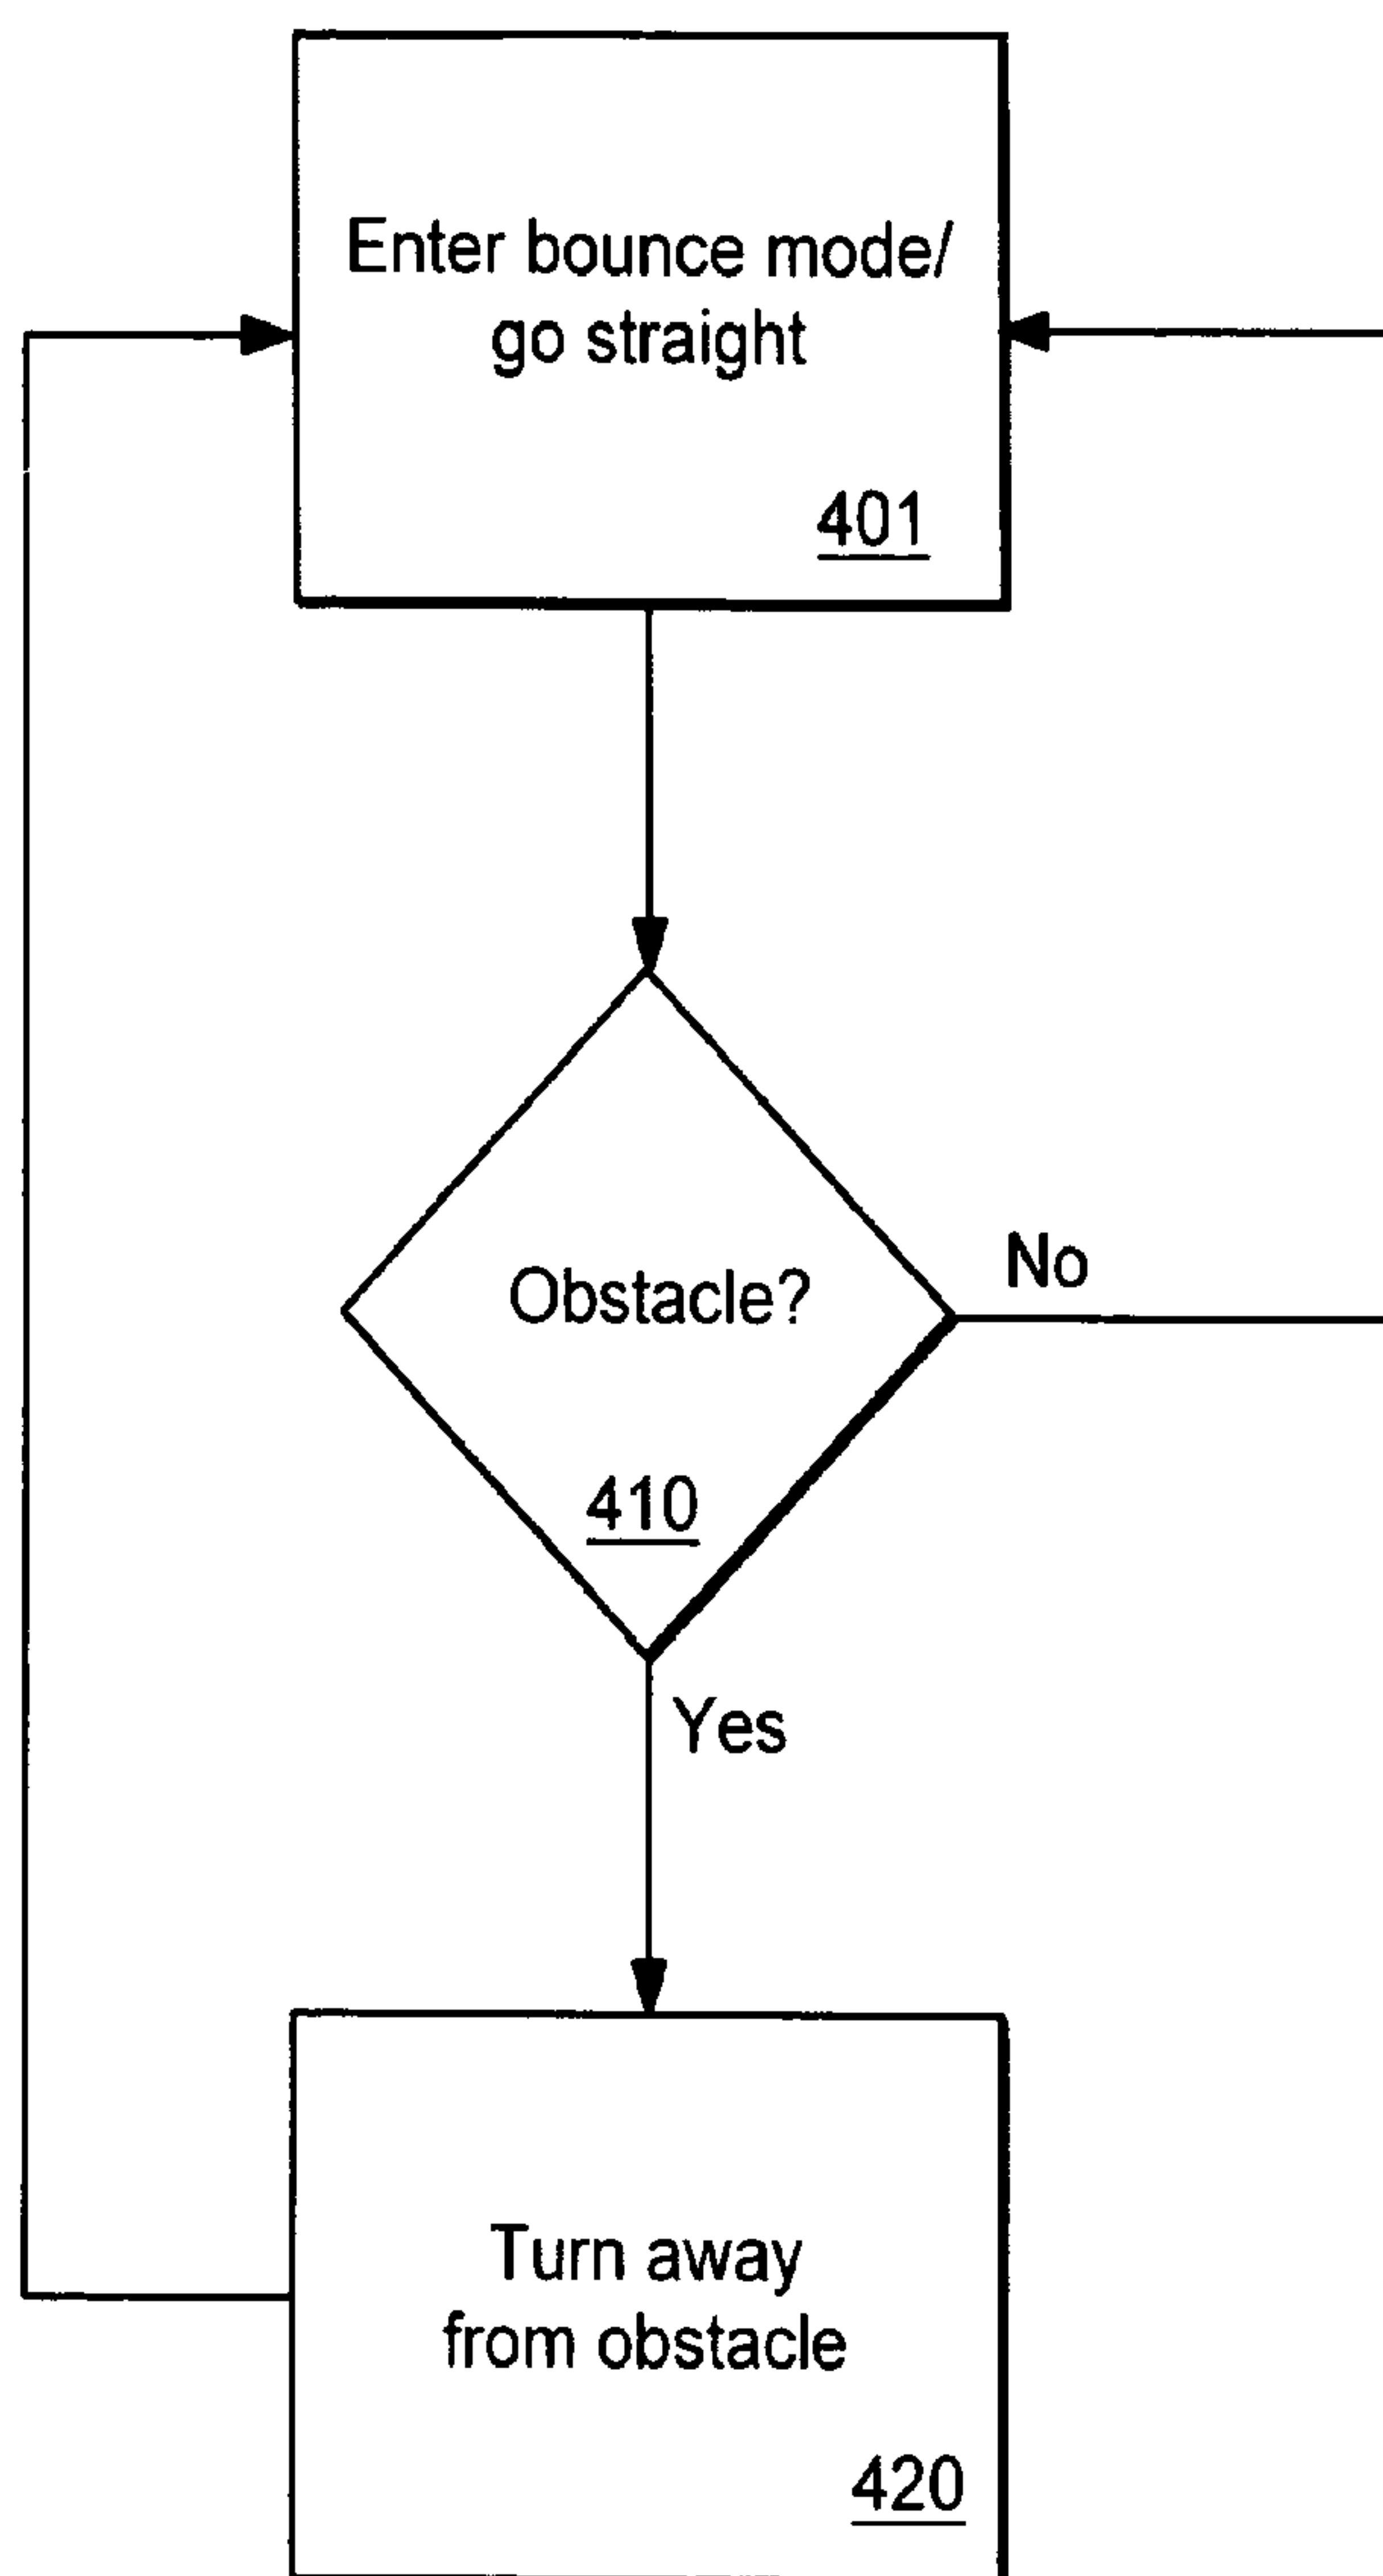 Enter bounce mode/
go straight
401
Obstacle?
No
410
Yes
Turn away
from obstacle
420